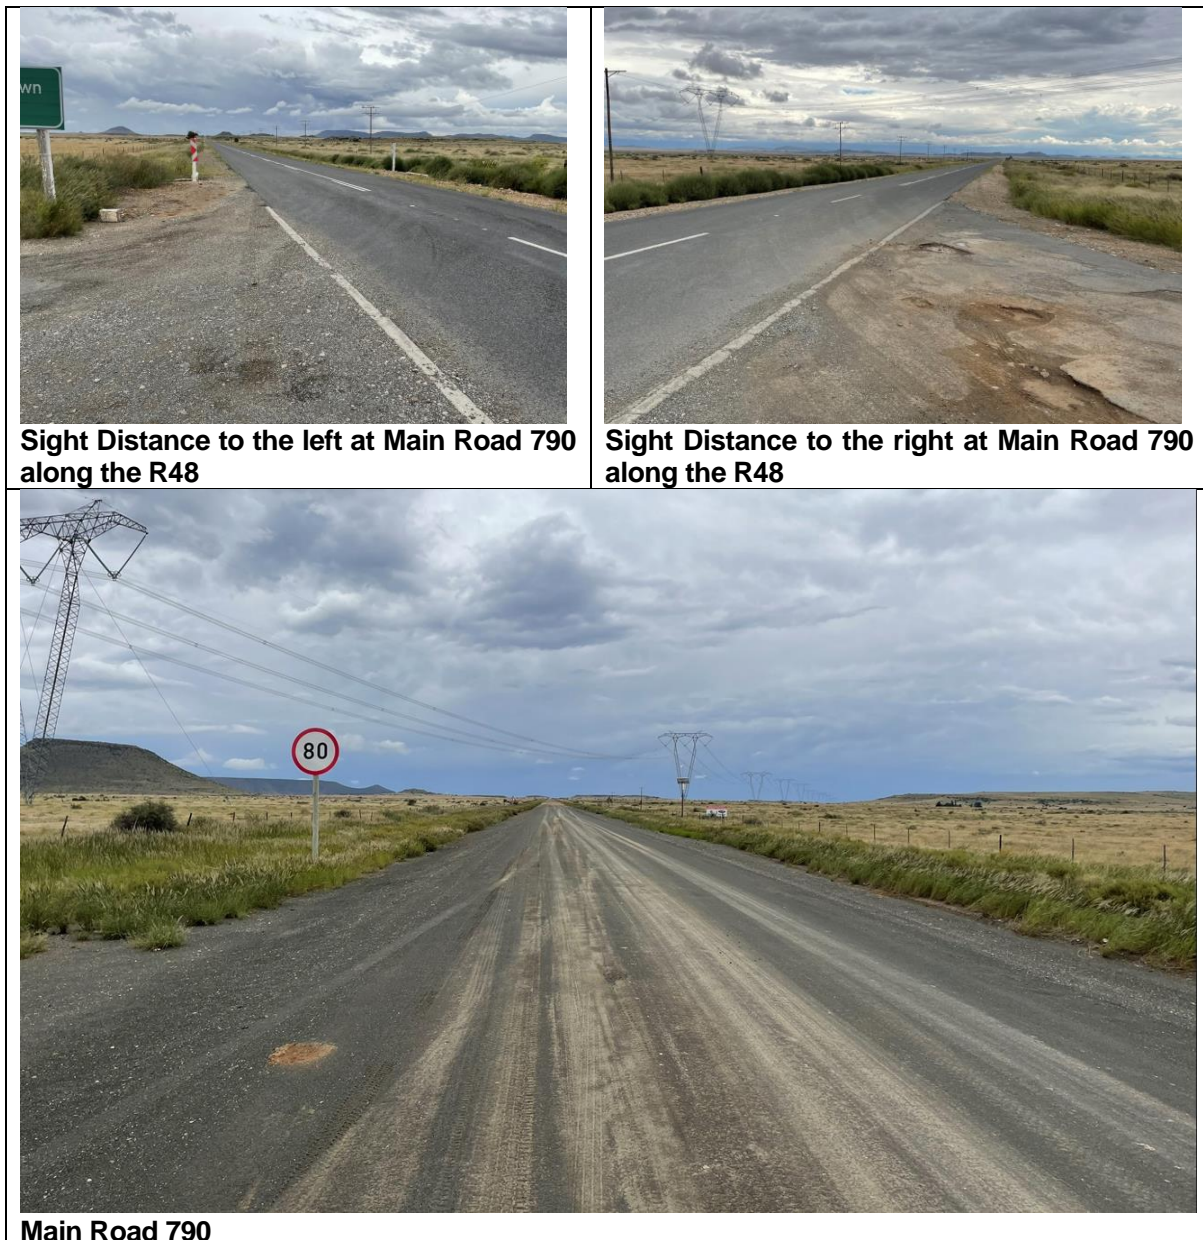 wn
Sight Distance to the left at Main Road 790
along the R48
Sight Distance to the right at Main Road 790
along the R48
80
Main Road 790